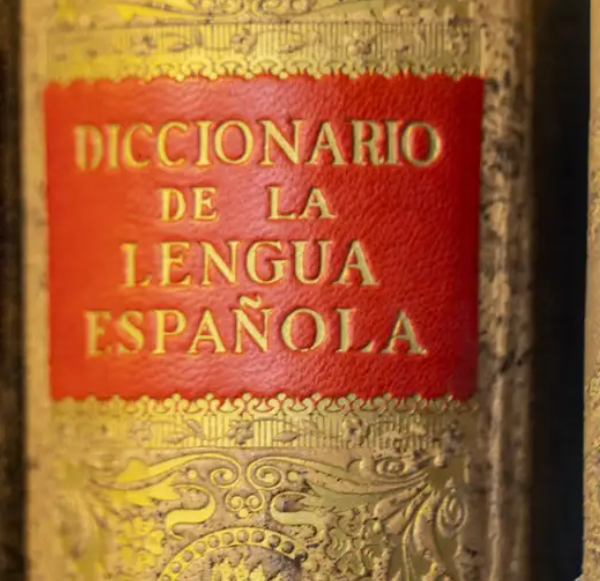 DICCIONARIO
DE LA
LENGUA
ESPAÑOLA